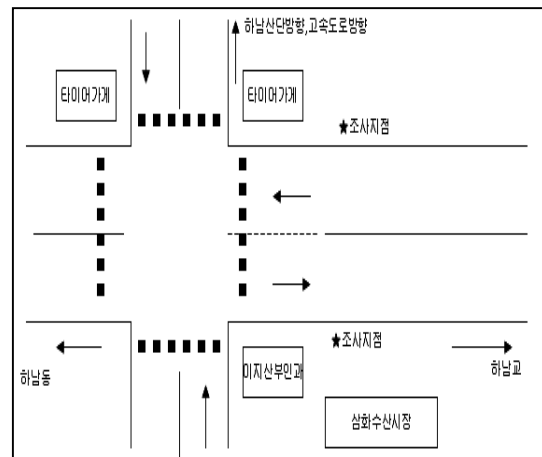 하남산단방향,고속도로방향
타이어가게
타이어가게
★조사지점
★조사지점
하남동
이지산부인과
하남교
삼화수산시장